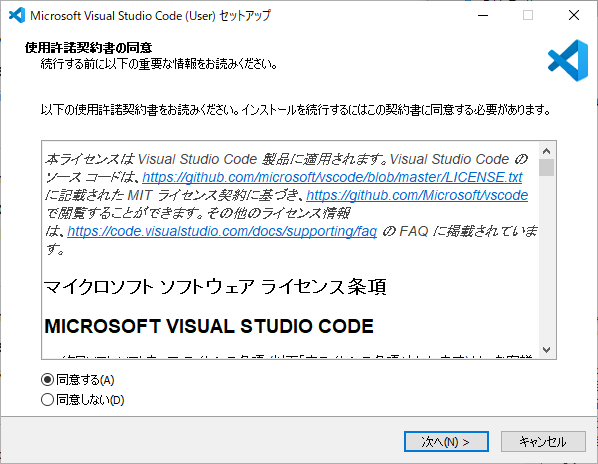 Microsoft Visual Studio Code (User) セットアップ
使用許諾契約書の同意
続行する前に以下の重要な情報をお読みください。
以下の使用許諾契約書をお読みください。インストールを続行するにはこの契約書に同意する必要があります。
本ライセンスは Visual Studio Code 製品に適用されます。Visual Studio Code の
ソース コードは、https://github.com/microsoft/vscode/blob/master/LICENSE.txt
に記載された MIT ライセンス契約に基づき、https://github.com/Microsoft/vscode
で閲覧することができます。その他のライセンス情報
は、https://code.visualstudio.com/docs/supporting/faq の FAQ に掲載されていま
す。
マイクロソフト ソフトウェア ライセンス条項
MICROSOFT VISUAL STUDIO CODE
同意する(A)
同意しない(D)
次へ(N) >
キャンセル